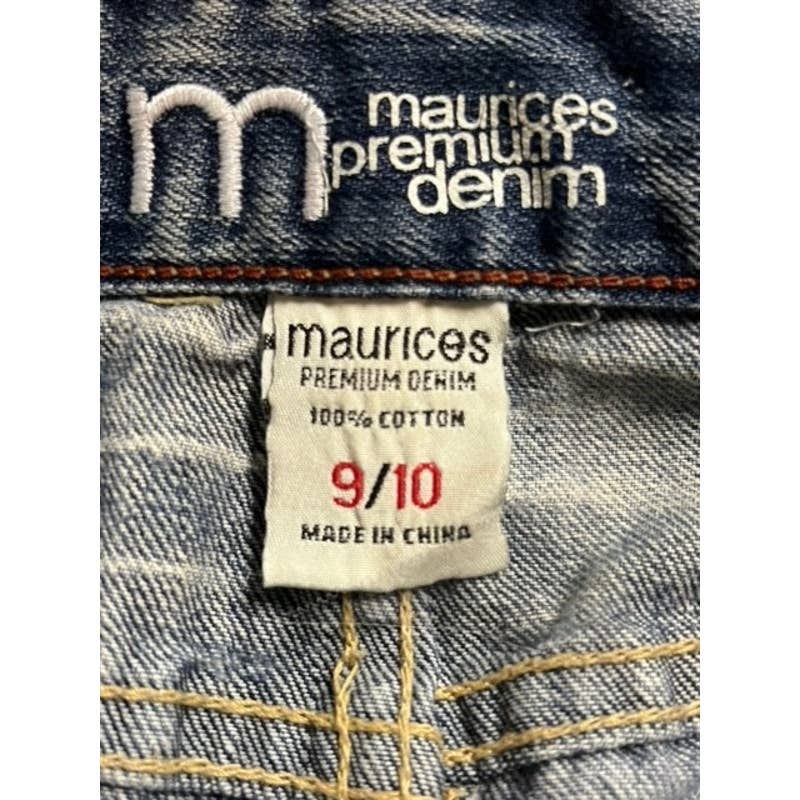 m
maurices
premium
denim
maurices
PREMIUM DENIM
100% COTTON
9/10
MADE IN CHINA